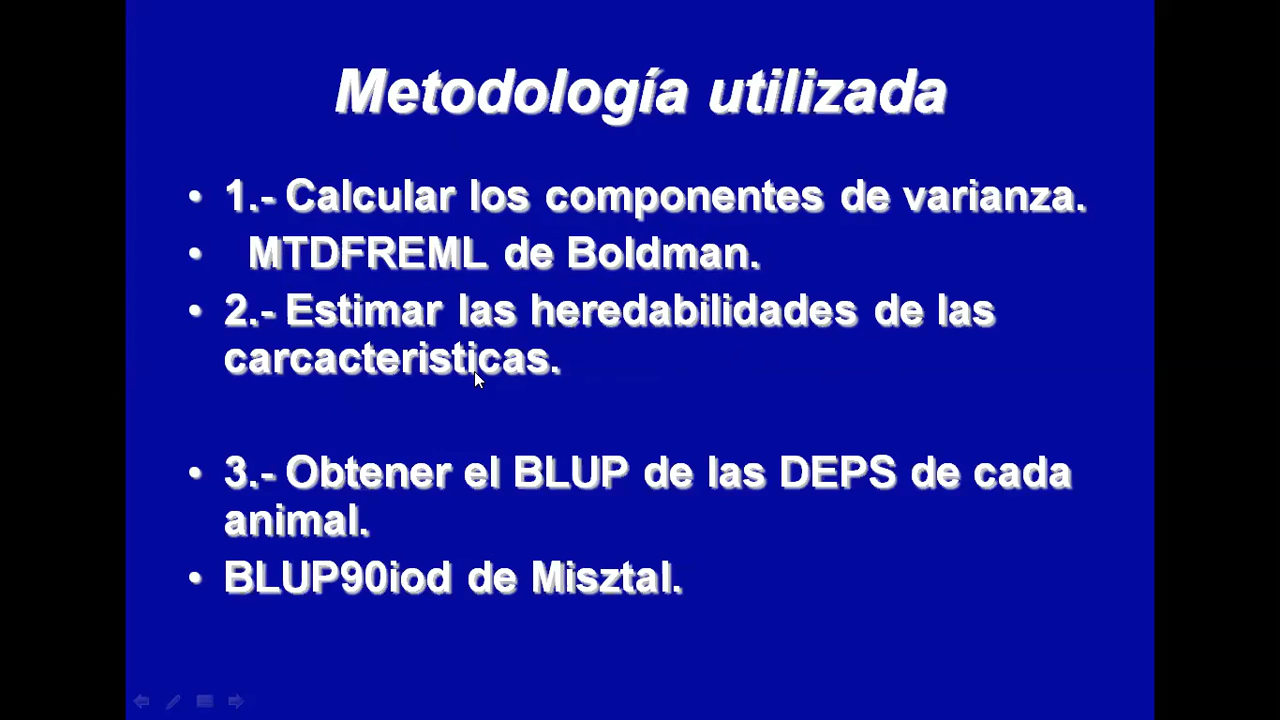 Metodología utilizada
• 1.- Calcular los componentes de varianza.
• MTDFREML de Boldman.
• 2.- Estimar las heredabilidades de las
carcacteristicas.
• 3.- Obtener el BLUP de las DEPS de cada
animal.
• BLUP90iod de Misztal.